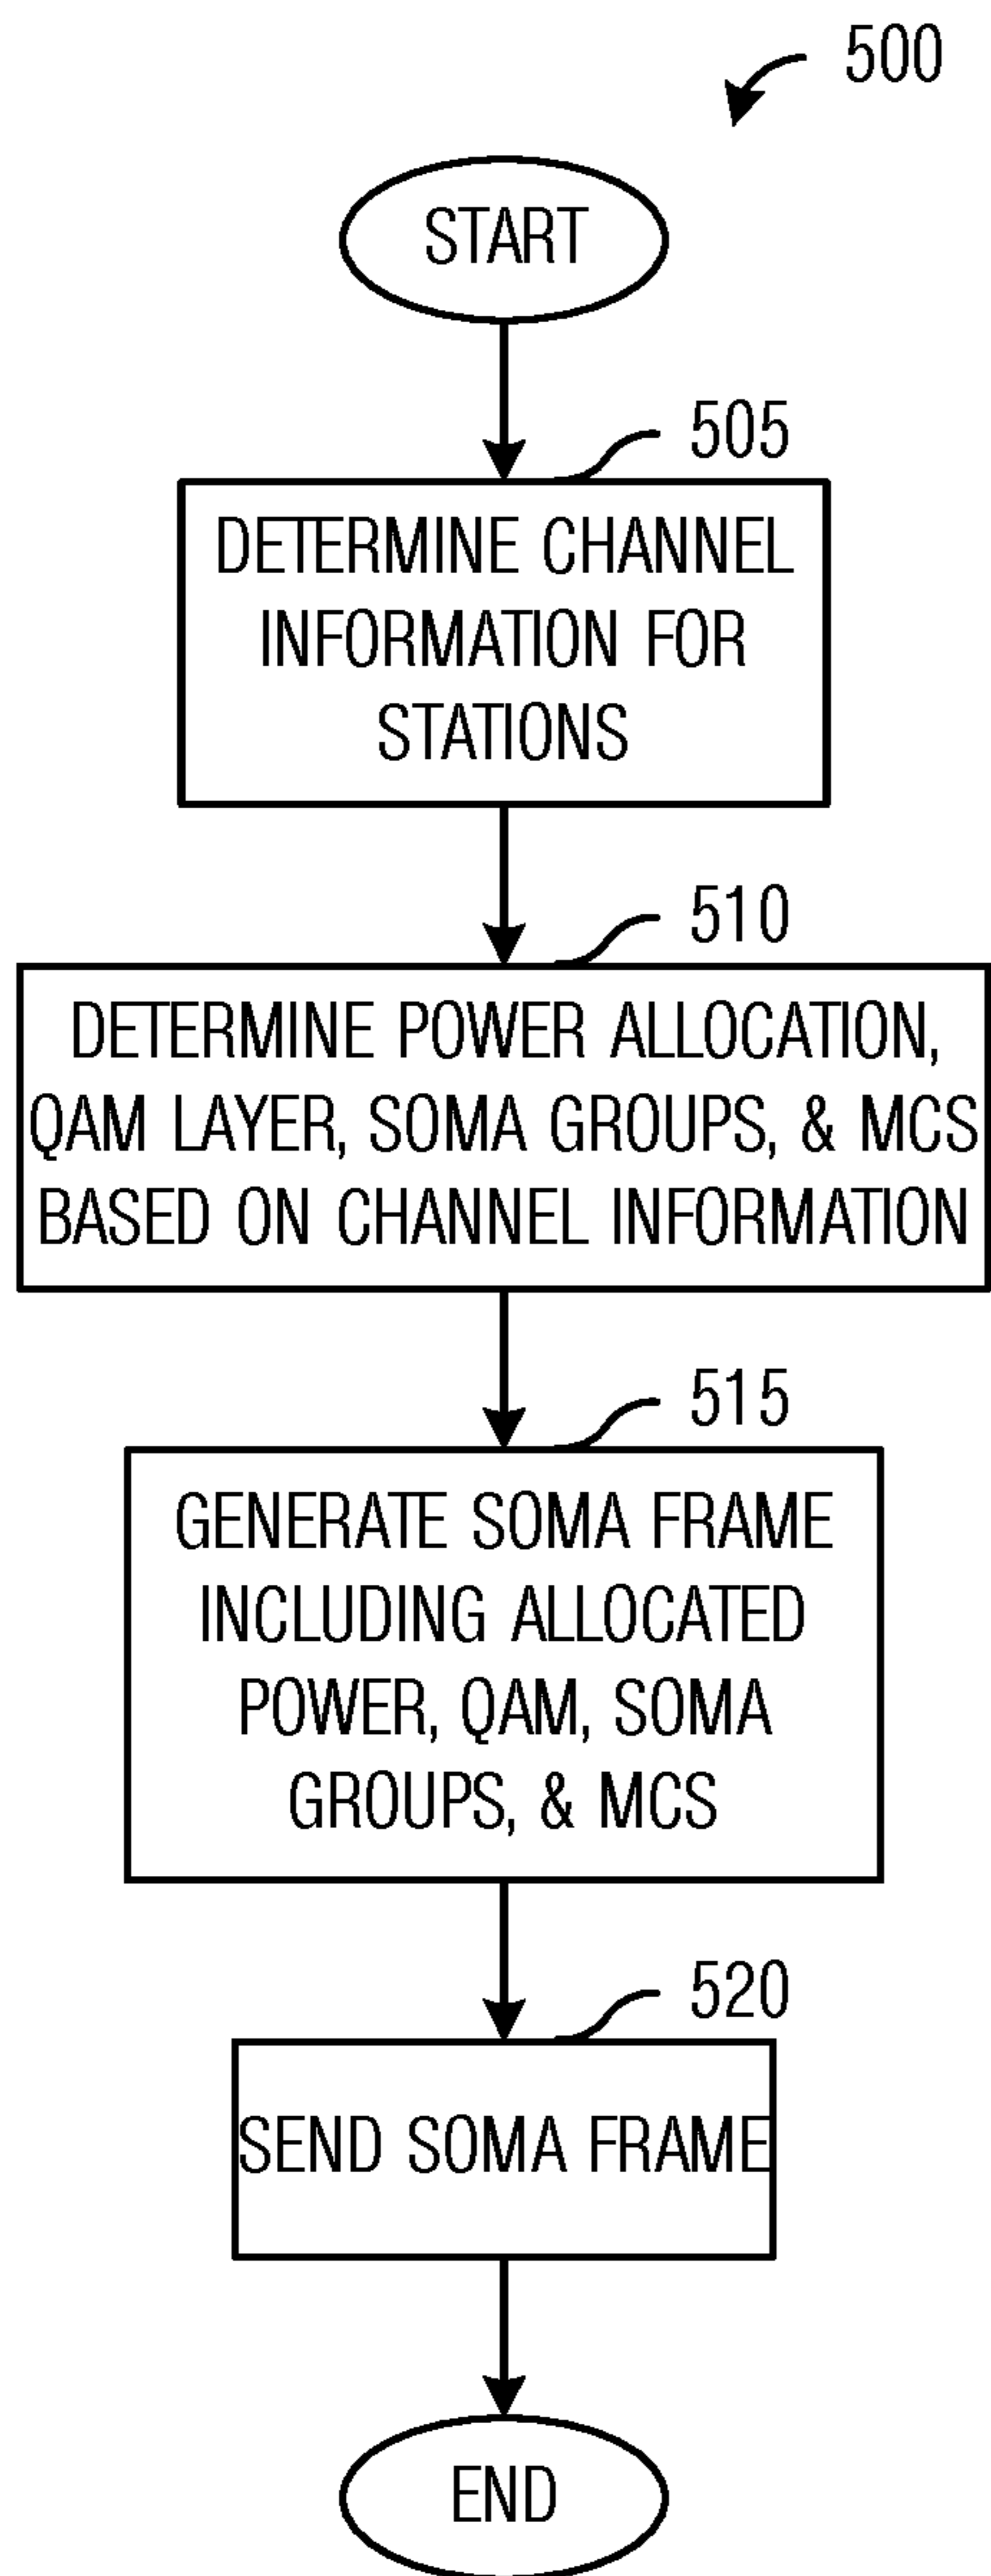 500
START
505
DETERMINE CHANNEL
INFORMATION FOR
STATIONS
510
DETERMINE POWER ALLOCATION,
QAM LAYER, SOMA GROUPS, & MCS
BASED ON CHANNEL INFORMATION
515
GENERATE SOMA FRAME
INCLUDING ALLOCATED
POWER, QAM, SOMA
GROUPS, & MCS
520
SEND SOMA FRAME
END